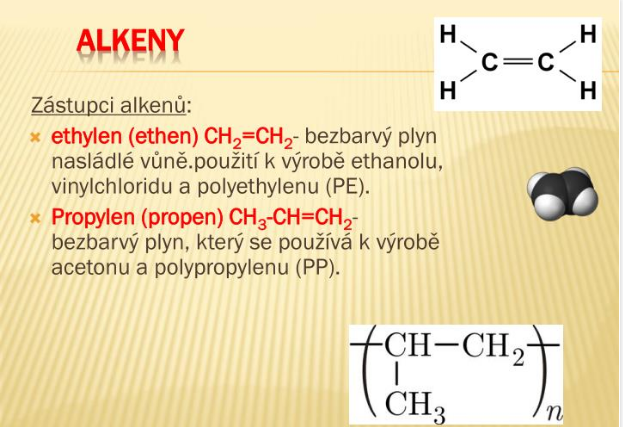 ALKENY
H H
C=C
H H
Zástupci alkenů:
ethylen (ethen) CH₂=CH₂- bezbarvý plyn
nasládlé vůně.použití k výrobě ethanolu,
vinylchloridu a polyethylenu (PE).
Propylen (propen) CH₃-CH=CH₂-
bezbarvý plyn, který se používá k výrobě
acetonu a polypropylenu (PP).
CH−CH₂
CH₃ n